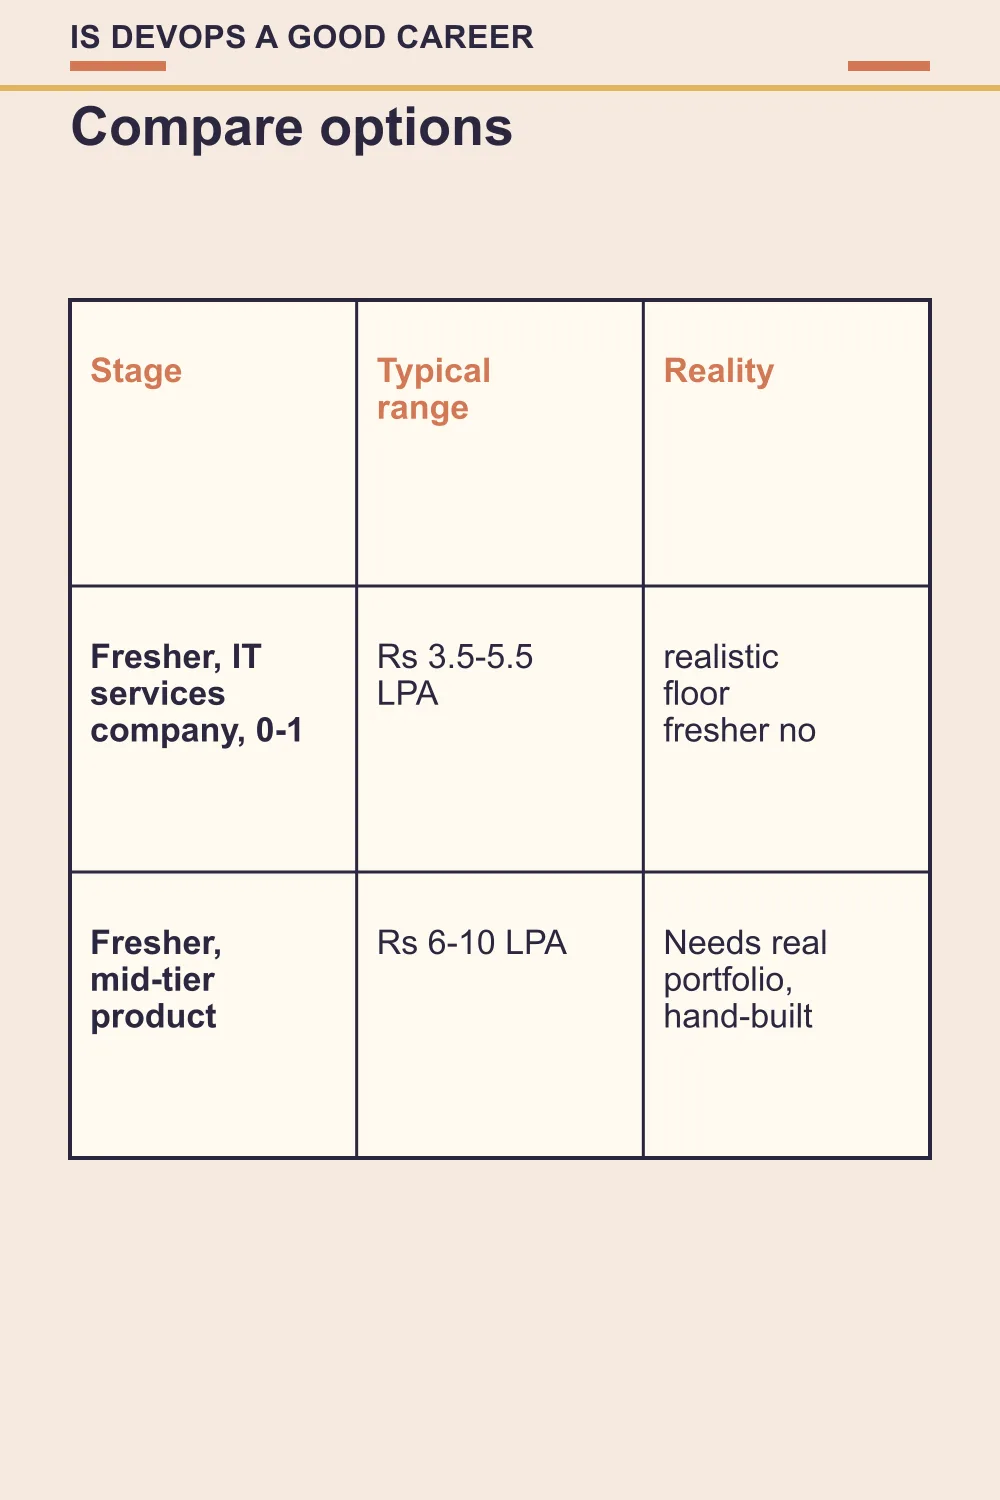 IS DEVOPS A GOOD CAREER
Compare options
Stage
Typical
range
Reality
Fresher, IT
services
company, 0-1
Rs 3.5-5.5
LPA
realistic
floor
fresher no
Fresher,
mid-tier
product
Rs 6-10 LPA
Needs real
portfolio,
hand-built